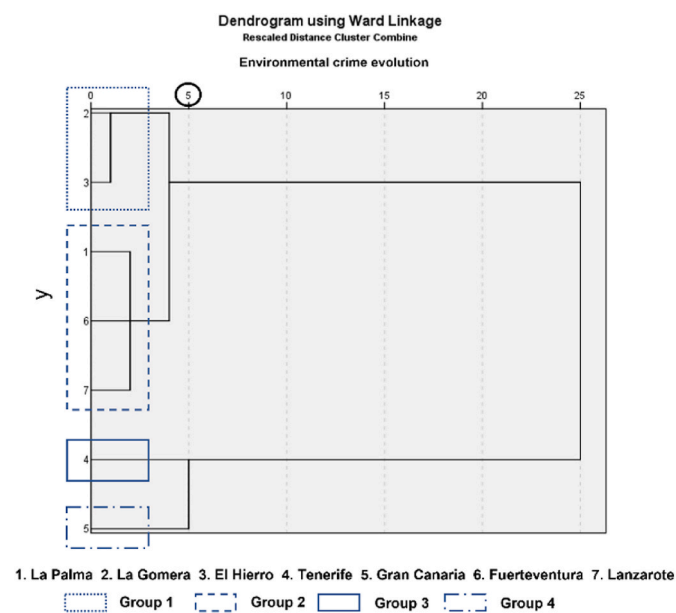 Dendrogram using Ward Linkage
Rescaled Distance Cluster Combine
Environmental crime evolution
0 5 10 15 20 25
2
3
1
y
6
7
4
5
1. La Palma 2. La Gomera 3. El Hierro 4. Tenerife 5. Gran Canaria 6. Fuerteventura 7. Lanzarote
Group 1 Group 2 Group 3 Group 4